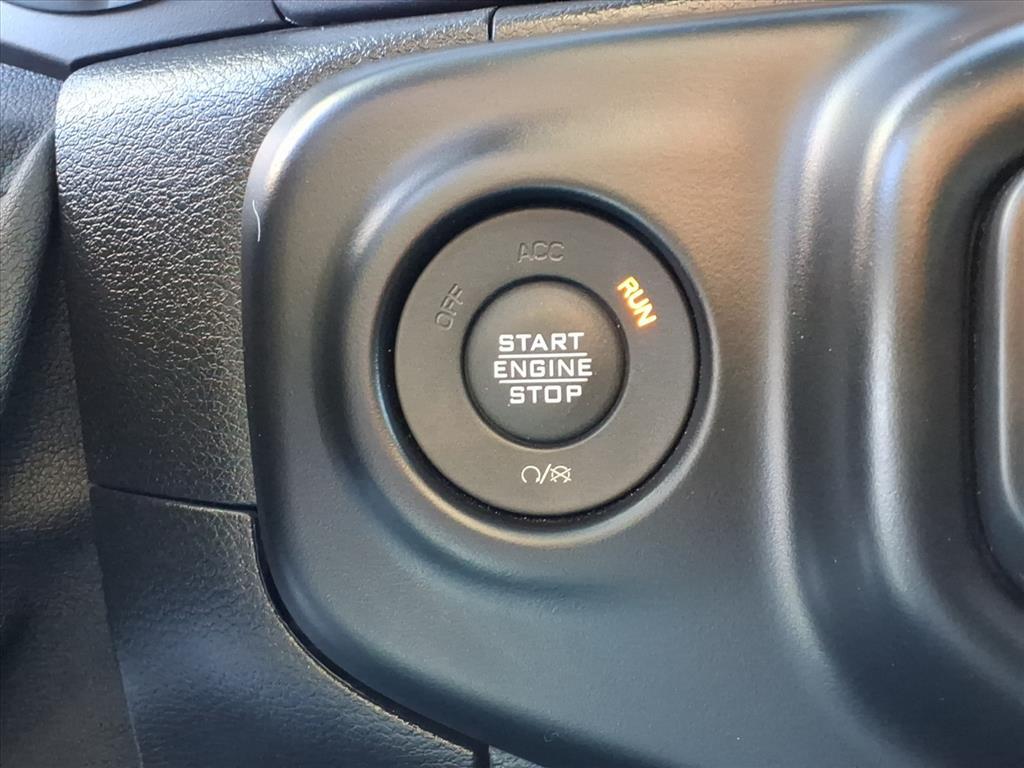 ACC
OFF
RUN
START
ENGINE
STOP